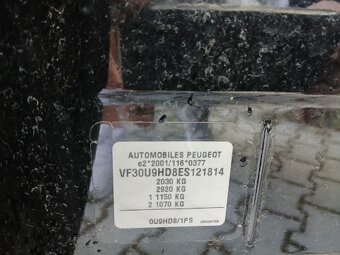 AUTOMOBILES PEUGEOT
e2*2001/116*0377
VF30U9HD8ES121814
2030 KG
2920 KG
1 1150 KG
2 1070 KG
0U9HD8/1PS